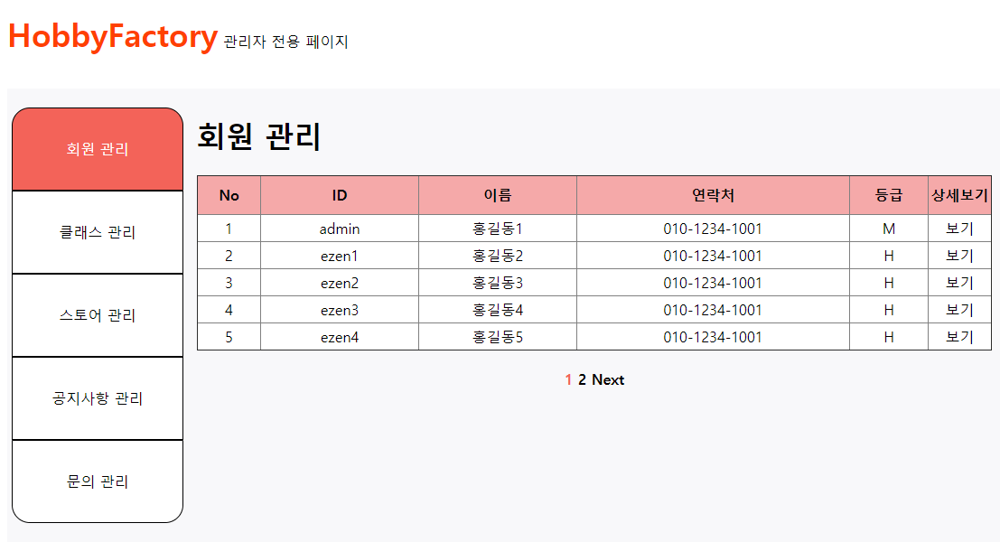 HobbyFactory 관리자 전용 페이지
회원 관리
클래스 관리
스토어 관리
공지사항 관리
문의 관리
회원 관리
No ID 이름 연락처 등급 상세보기
1 admin 홍길동1 010-1234-1001 M 보기
2 ezen1 홍길동2 010-1234-1001 H 보기
3 ezen2 홍길동3 010-1234-1001 H 보기
4 ezen3 홍길동4 010-1234-1001 H 보기
5 ezen4 홍길동5 010-1234-1001 H 보기
1 2 Next